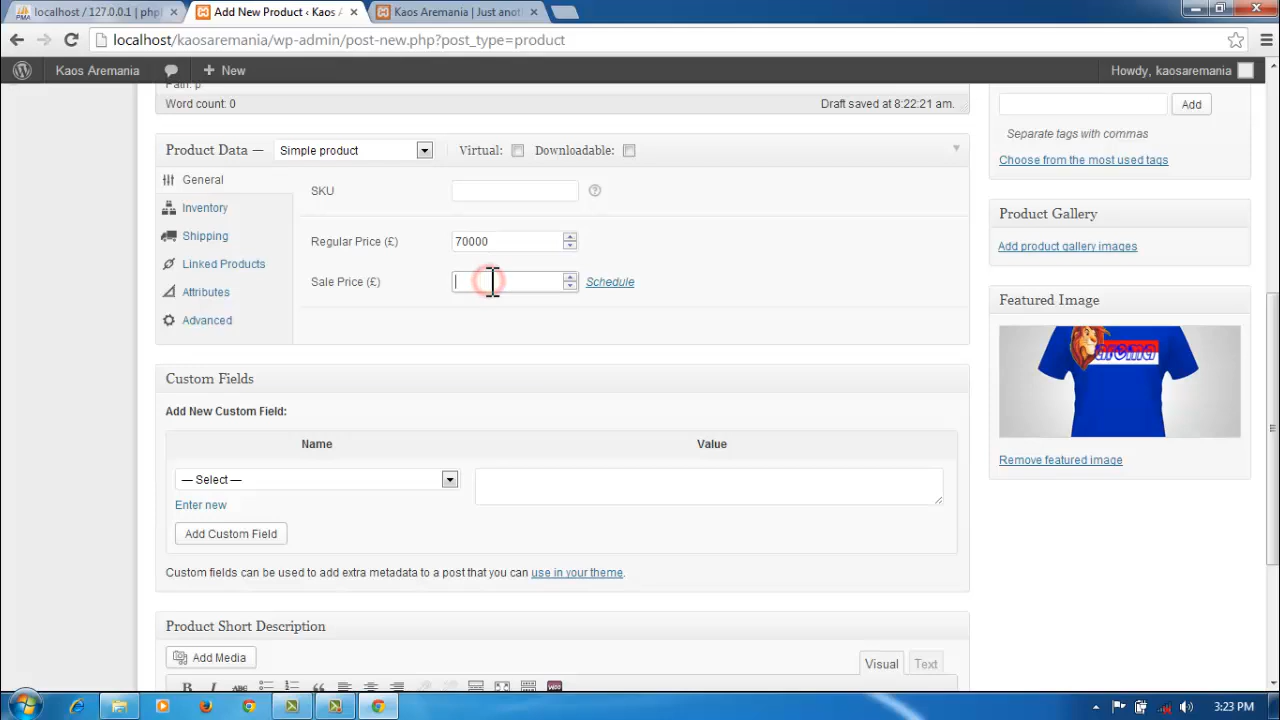 localhost / 127.0.0.1 | ph
Add New Product ‹ Kaos A
Kaos Aremania | Just anot
localhost/kaosaremania/wp-admin/post-new.php?post_type=product
Kaos Aremania
+ New
Howdy, kaosaremania
Path: p
Word count: 0
Draft saved at 8:22:21 am.
Add
Separate tags with commas
Choose from the most used tags
Product Data —
Simple product
Virtual:
Downloadable:
General
Inventory
Shipping
Linked Products
Attributes
Advanced
SKU
?
Regular Price (£)
70000
Sale Price (£)
Schedule
Product Gallery
Add product gallery images
Featured Image
arema
Remove featured image
Custom Fields
Add New Custom Field:
Name
Value
— Select —
Enter new
Add Custom Field
Custom fields can be used to add extra metadata to a post that you can use in your theme.
Product Short Description
Add Media
Visual
Text
B I ABC
3:23 PM